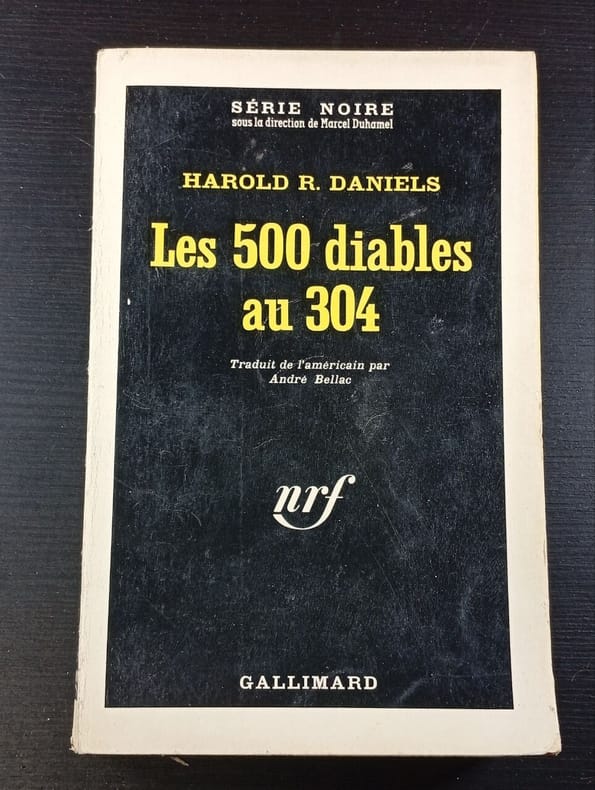 SÉRIE NOIRE
sous la direction de Marcel Duhamel
HAROLD R. DANIELS
Les 500 diables
au 304
Traduit de l'américain par
André Bellac
nrf
GALLIMARD